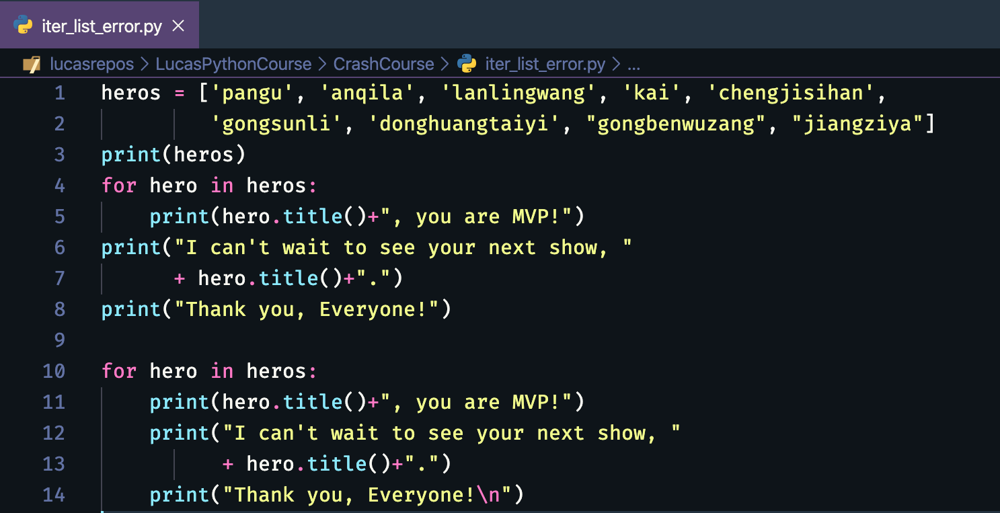 iter_list_error.py ×
lucasrepos > LucasPythonCourse > CrashCourse > iter_list_error.py > ...
1 heros = ['pangu', 'anqila', 'lanlingwang', 'kai', 'chengjisihan',
2          'gongsunli', 'donghuangtaiyi', "gongbenwuzang", "jiangziya"]
3 print(heros)
4 for hero in heros:
5     print(hero.title()+", you are MVP!")
6 print("I can't wait to see your next show, "
7       + hero.title()+".")
8 print("Thank you, Everyone!")
9
10 for hero in heros:
11     print(hero.title()+", you are MVP!")
12     print("I can't wait to see your next show, "
13           + hero.title()+".")
14     print("Thank you, Everyone!\n")